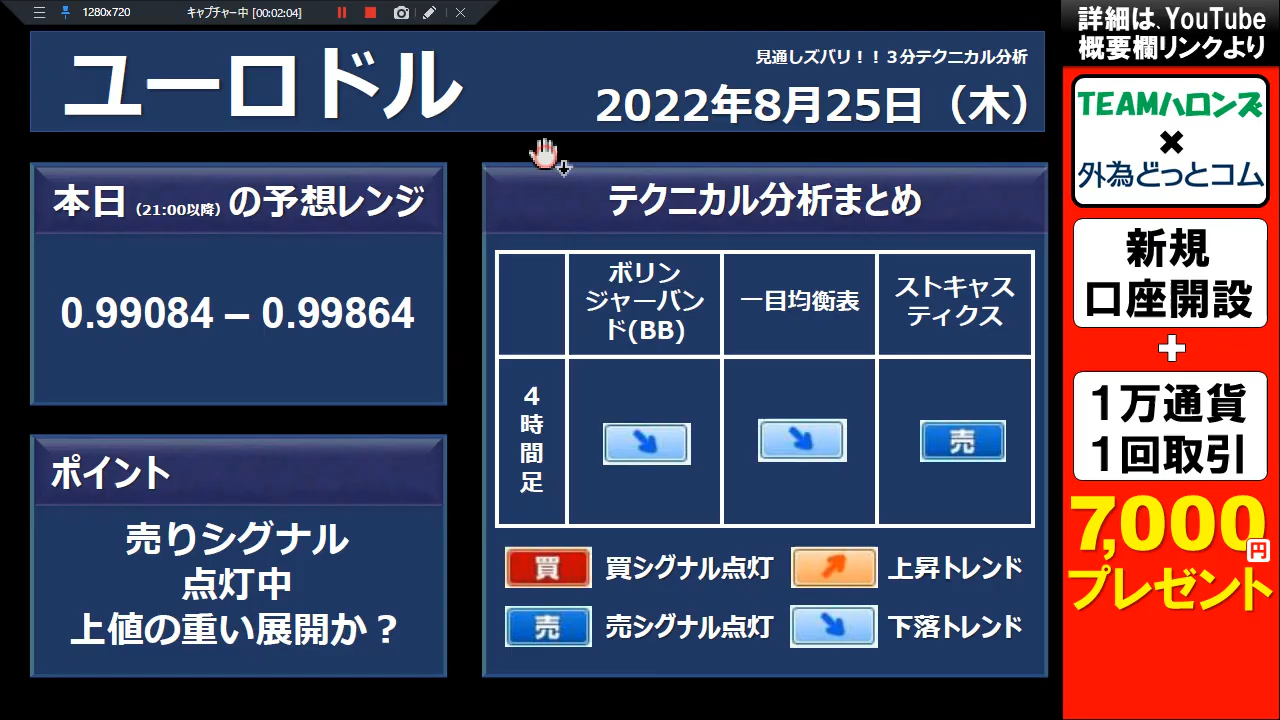 1280x720
キャプチャー中 [00:02:04]
ユーロドル
見通しズバリ！！３分テクニカル分析
2022年8月25日（木）
本日（21:00以降）の予想レンジ
0.99084 – 0.99864
ポイント
売りシグナル
点灯中
上値の重い展開か？
テクニカル分析まとめ
ボリン
ジャーバン
ド(BB)
一目均衡表
ストキャス
ティクス
４
時
間
足
売
買
買シグナル点灯
上昇トレンド
売
売シグナル点灯
下落トレンド
詳細は、YouTube
概要欄リンクより
TEAMハロンズ
×
外為どっとコム
新規
口座開設
+
１万通貨
１回取引
7,000円
プレゼント